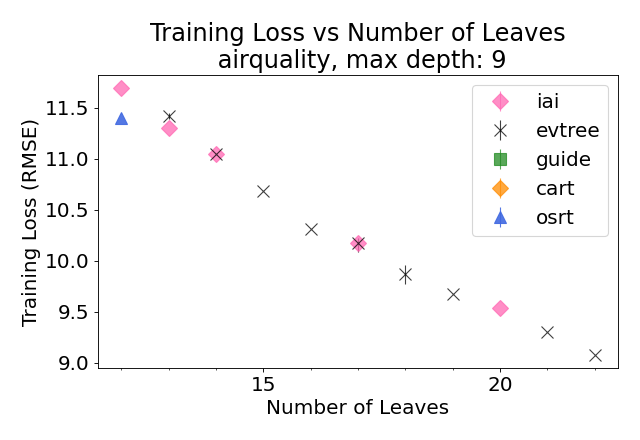 Training Loss vs Number of Leaves
airquality, max depth: 9
Training Loss (RMSE)
11.5
11.0
10.5
10.0
9.5
9.0
iai
evtree
guide
cart
osrt
15
20
Number of Leaves